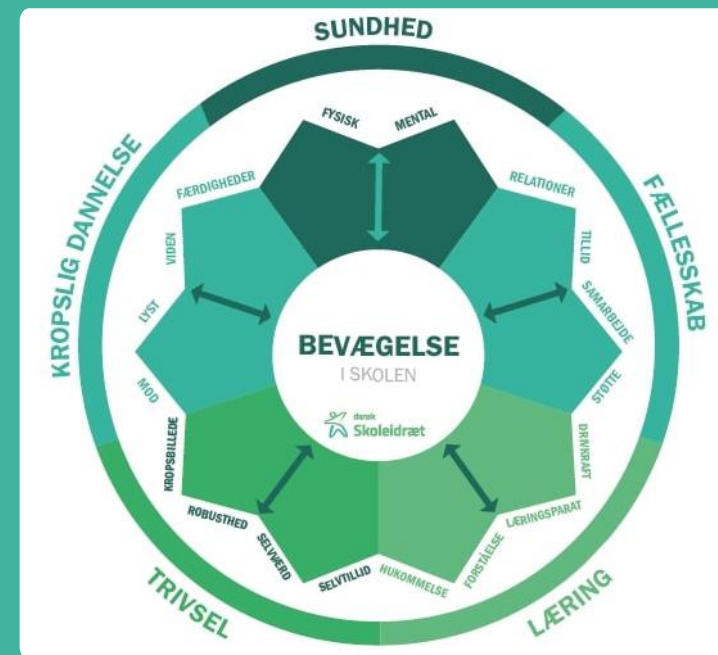 SUNDHED
FYSISK
MENTAL
FÆLLESSKAB
RELATIONER
TILLID
SAMARBEJDE
STØTTE
LÆRING
DRIVKRAFT
LÆRINGSPARAT
FORSTÅELSE
HUKOMMELSE
TRIVSEL
SELVTILLID
SELVVÆRD
ROBUSTHED
KROPSBILLEDE
KROPSLIG DANNELSE
MOD
LYST
VIDEN
FÆRDIGHEDER
BEVÆGELSE
I SKOLEN
dansk
Skoleidræt